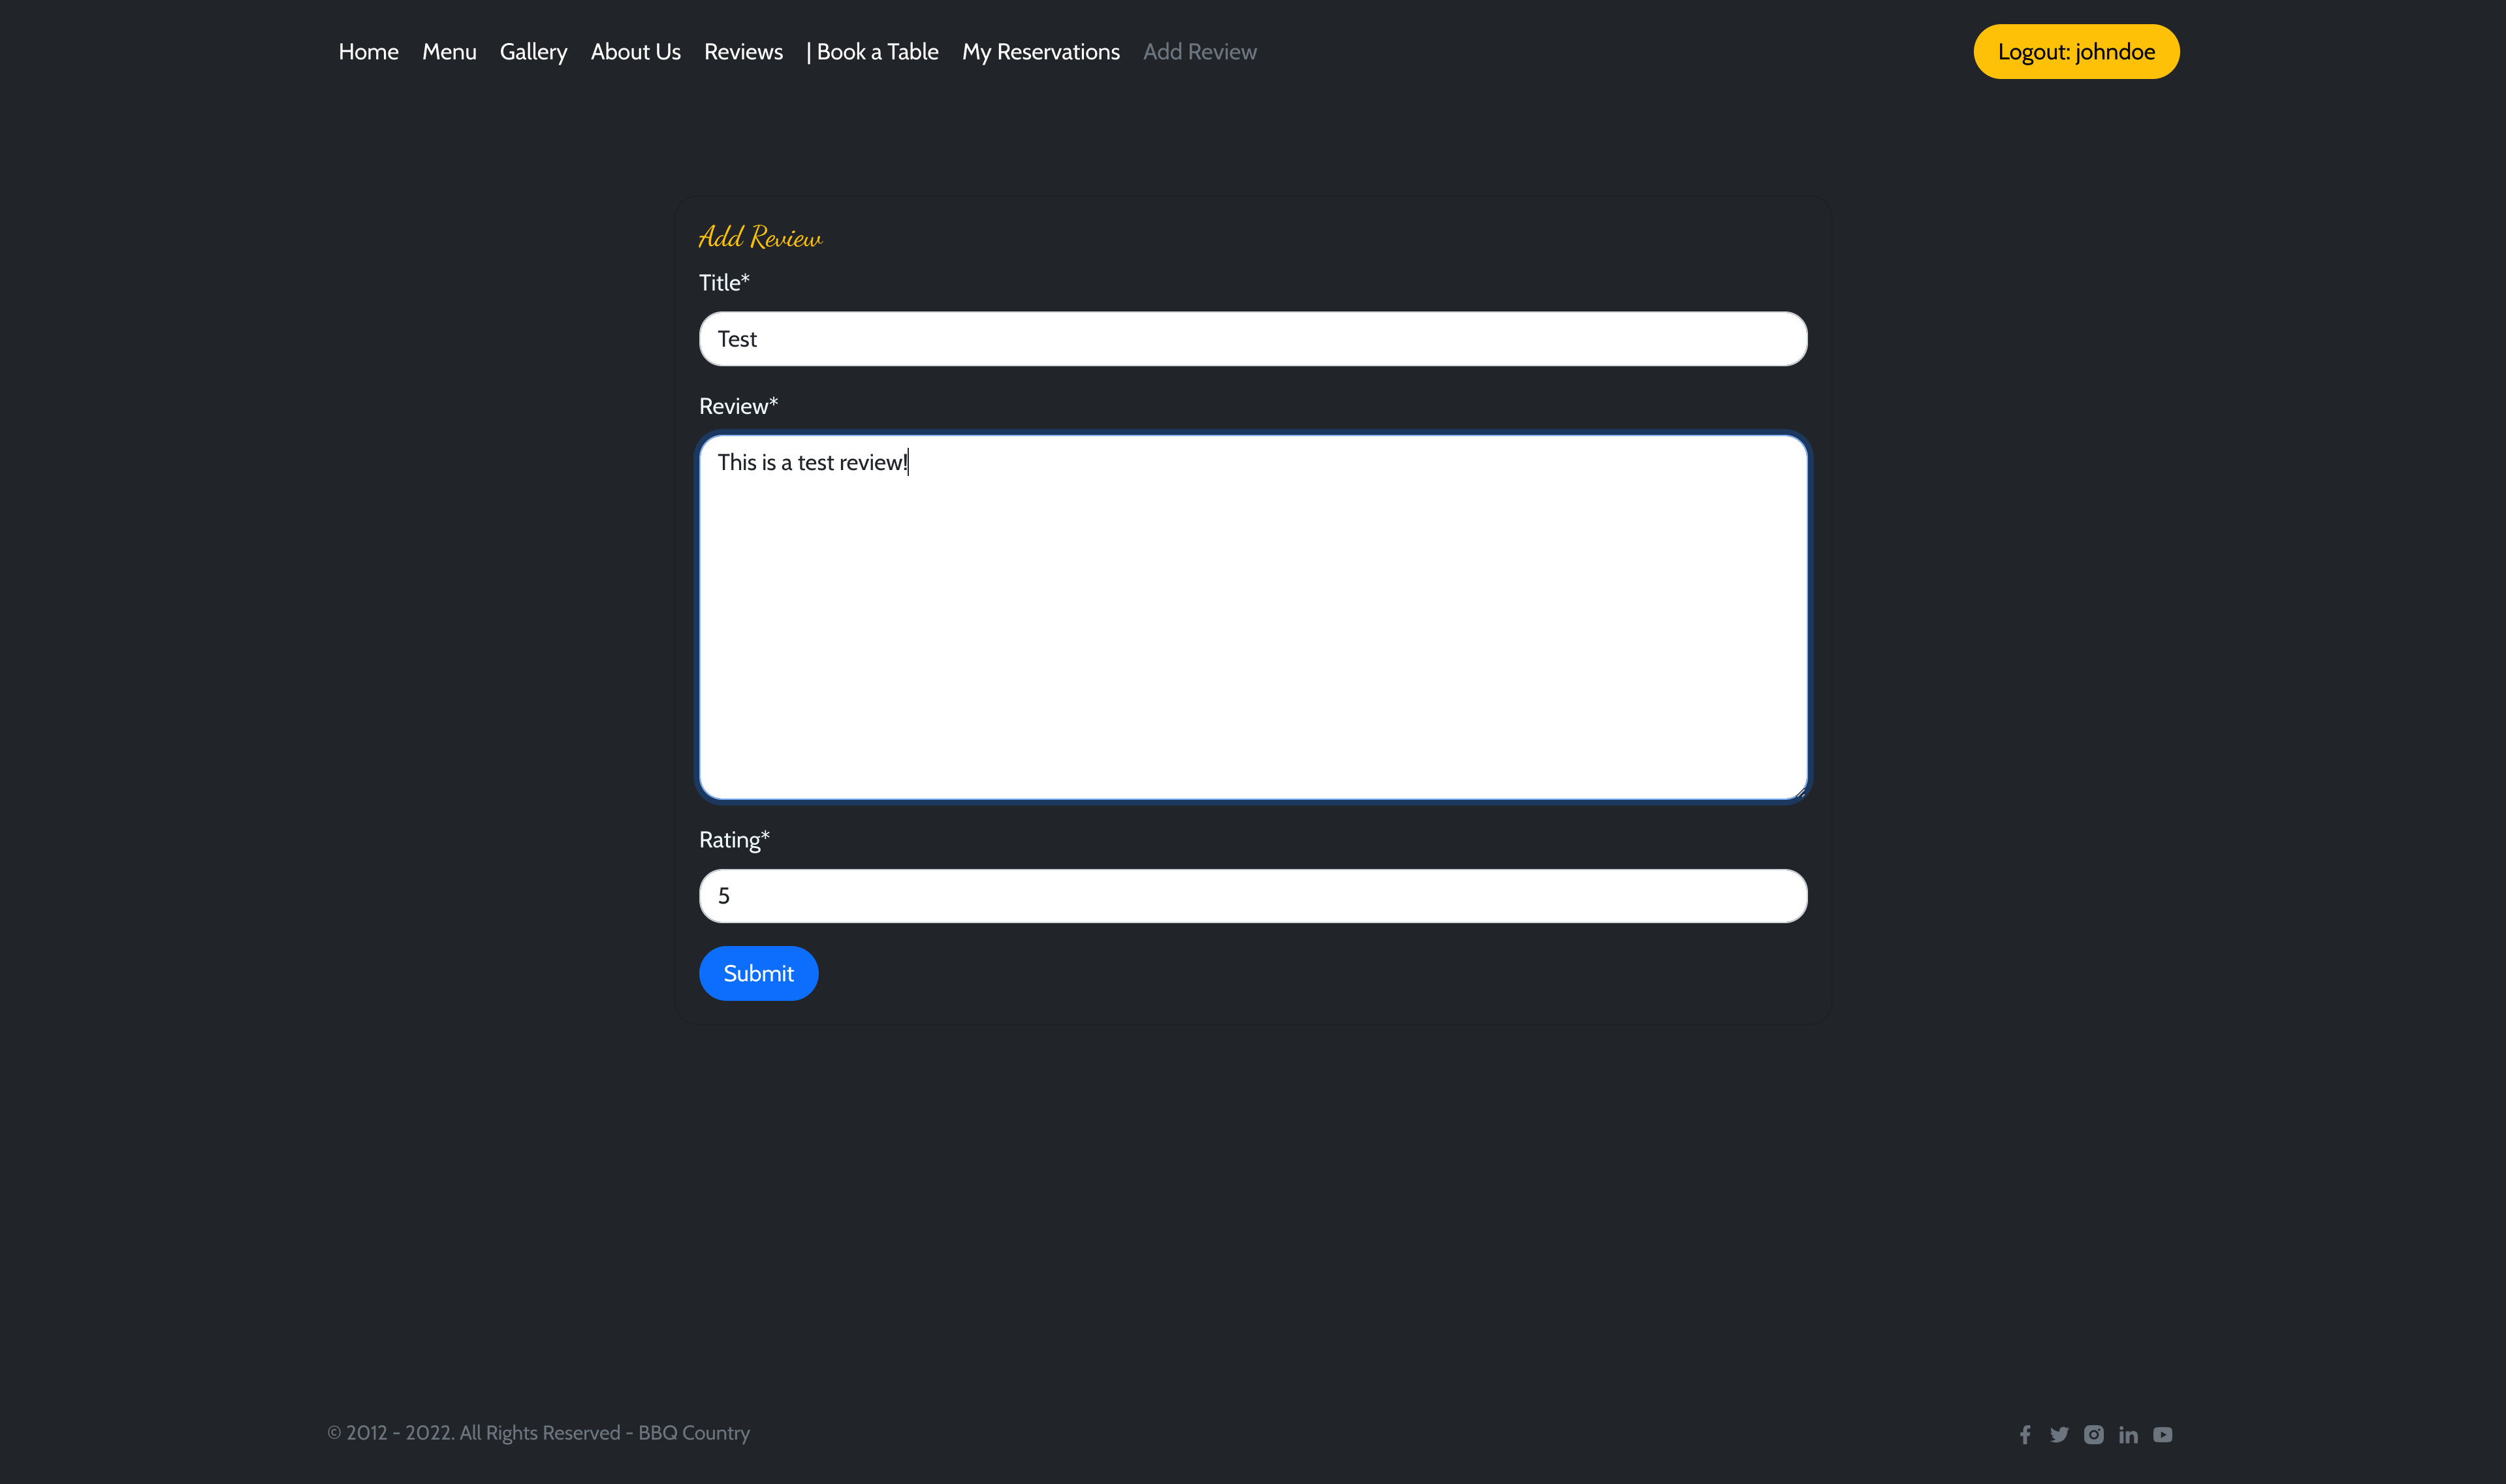 Home Menu Gallery About Us Reviews | Book a Table My Reservations Add Review Logout: johndoe
Add Review
Title*
Test
Review*
This is a test review!
Rating*
5
Submit
© 2012 - 2022. All Rights Reserved - BBQ Country